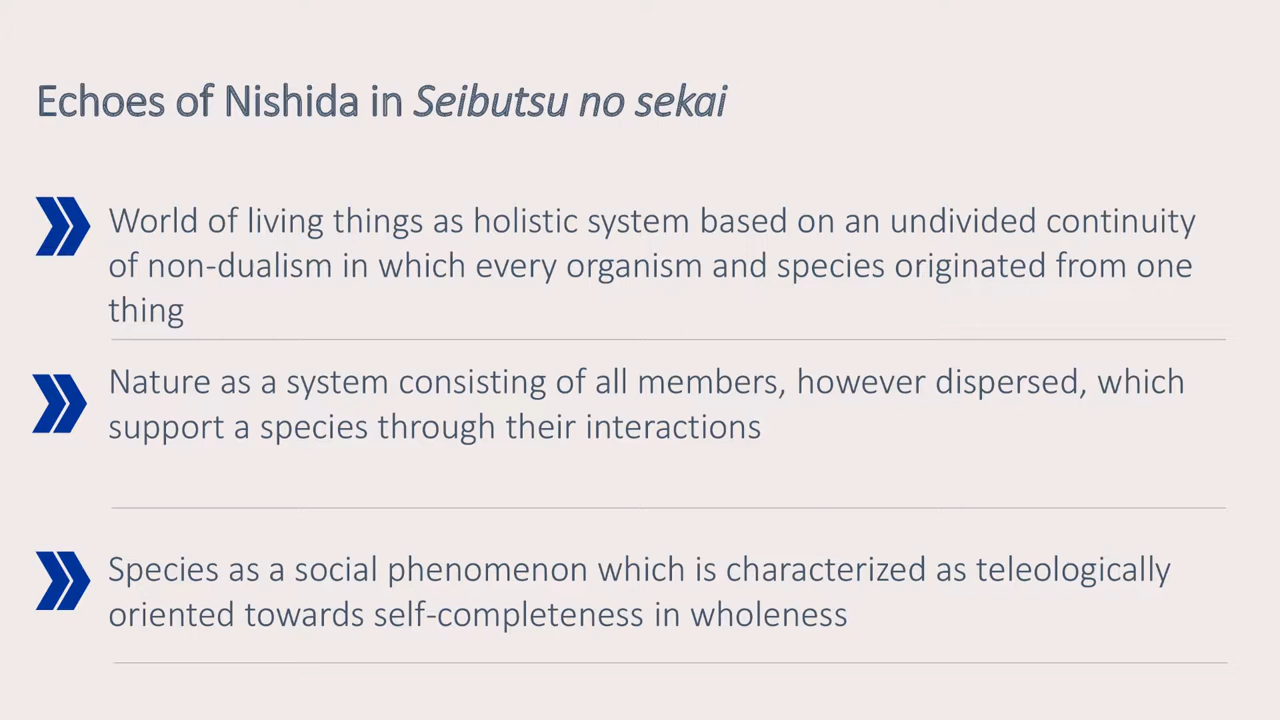 Echoes of Nishida in Seibutsu no sekai
World of living things as holistic system based on an undivided continuity
of non-dualism in which every organism and species originated from one
thing
Nature as a system consisting of all members, however dispersed, which
support a species through their interactions
Species as a social phenomenon which is characterized as teleologically
oriented towards self-completeness in wholeness